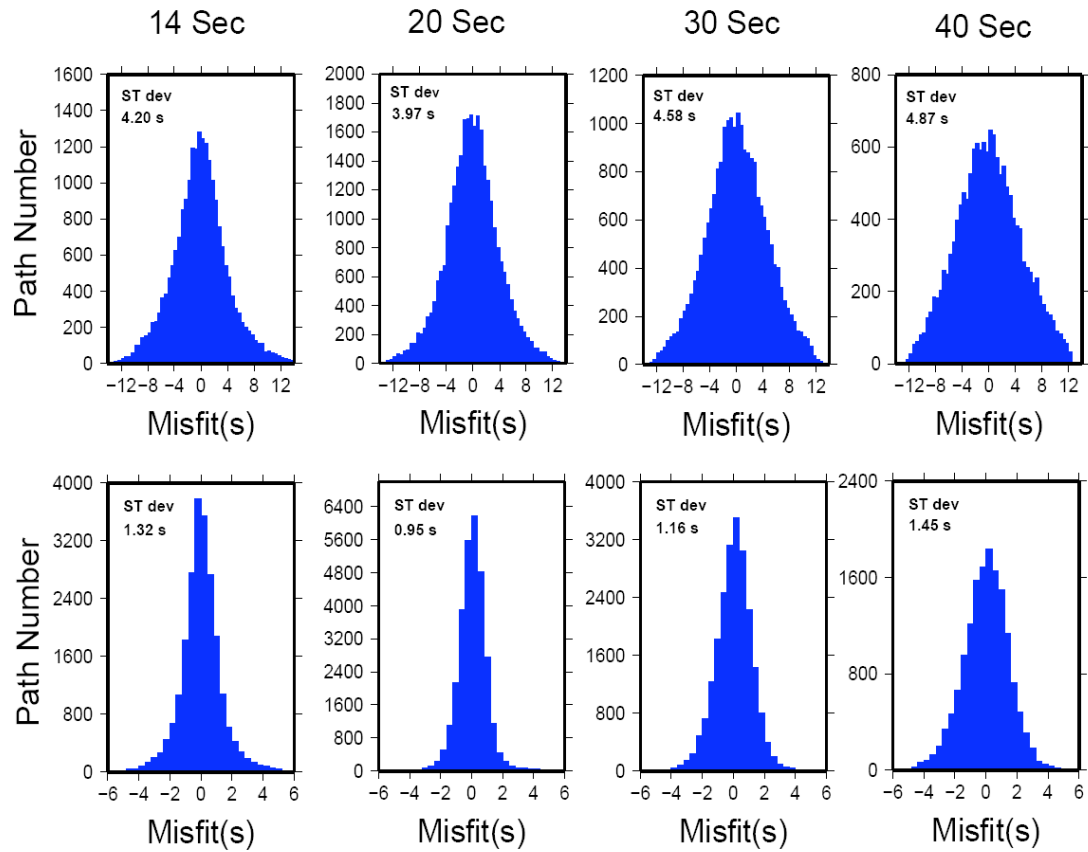 14 Sec 20 Sec 30 Sec 40 Sec
Path Number
1600
1400
1200
1000
800
600
400
200
0
ST dev
4.20 s
−12 −8 −4 0 4 8 12
Misfit(s)
2000
1800
1600
1400
1200
1000
800
600
400
200
0
ST dev
3.97 s
−12 −8 −4 0 4 8 12
Misfit(s)
1200
1000
800
600
400
200
0
ST dev
4.58 s
−12 −8 −4 0 4 8 12
Misfit(s)
800
600
400
200
0
ST dev
4.87 s
12 −8 −4 0 4 8 12
Misfit(s)
Path Number
4000
3200
2400
1600
800
0
ST dev
1.32 s
−6 −4 −2 0 2 4 6
Misfit(s)
6400
5600
4800
4000
3200
2400
1600
800
0
ST dev
0.95 s
−6 −4 −2 0 2 4 6
Misfit(s)
4000
3200
2400
1600
800
0
ST dev
1.16 s
−6 −4 −2 0 2 4 6
Misfit(s)
2400
1600
800
0
ST dev
1.45 s
−6 −4 −2 0 2 4 6
Misfit(s)